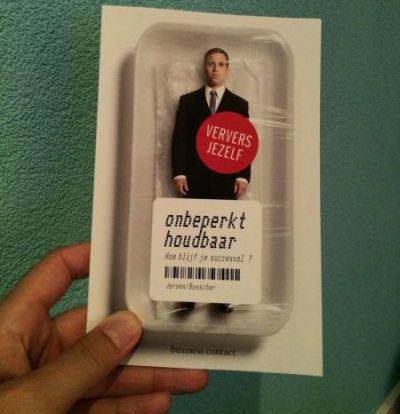 VERVERS
JEZELF
onbeperkt
houdbaar
Hoe blijf je succesvol ?
Jeroen/Busscher
business contact